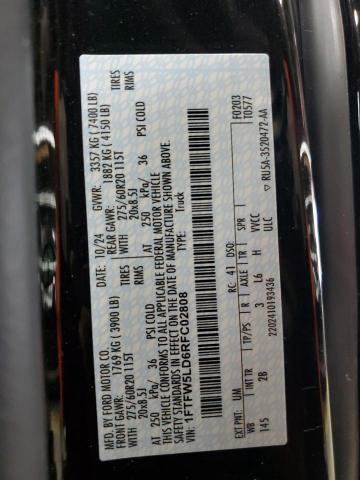 MFD. BY FORD MOTOR CO.
10/24
GVWR: 3357 KG (7400 LB)
FRONT GAWR: 1769 KG (3900 LB)
REAR GAWR: 1882 KG (4150 LB)
WITH 275/60R20 115T TIRES
WITH 275/60R20 115T TIRES
20x8.5J RIMS
20x8.5J RIMS
AT 250 kPa/ 36 PSI COLD
AT 250 kPa/ 36 PSI COLD
THIS VEHICLE CONFORMS TO ALL APPLICABLE FEDERAL MOTOR VEHICLE
SAFETY STANDARDS IN EFFECT ON THE DATE OF MANUFACTURE SHOWN ABOVE.
VIN: 1FTFW5LD6RFC02808
TYPE: TRUCK
F0203
T0577
EXT PNT: UM RC: 41 DSO:
WB INT TR TP/PS R AXLE TR SPR
145 2B 3 L6 H VVCC
ULC
2202410193436
▽ RU5A-3520472-AA